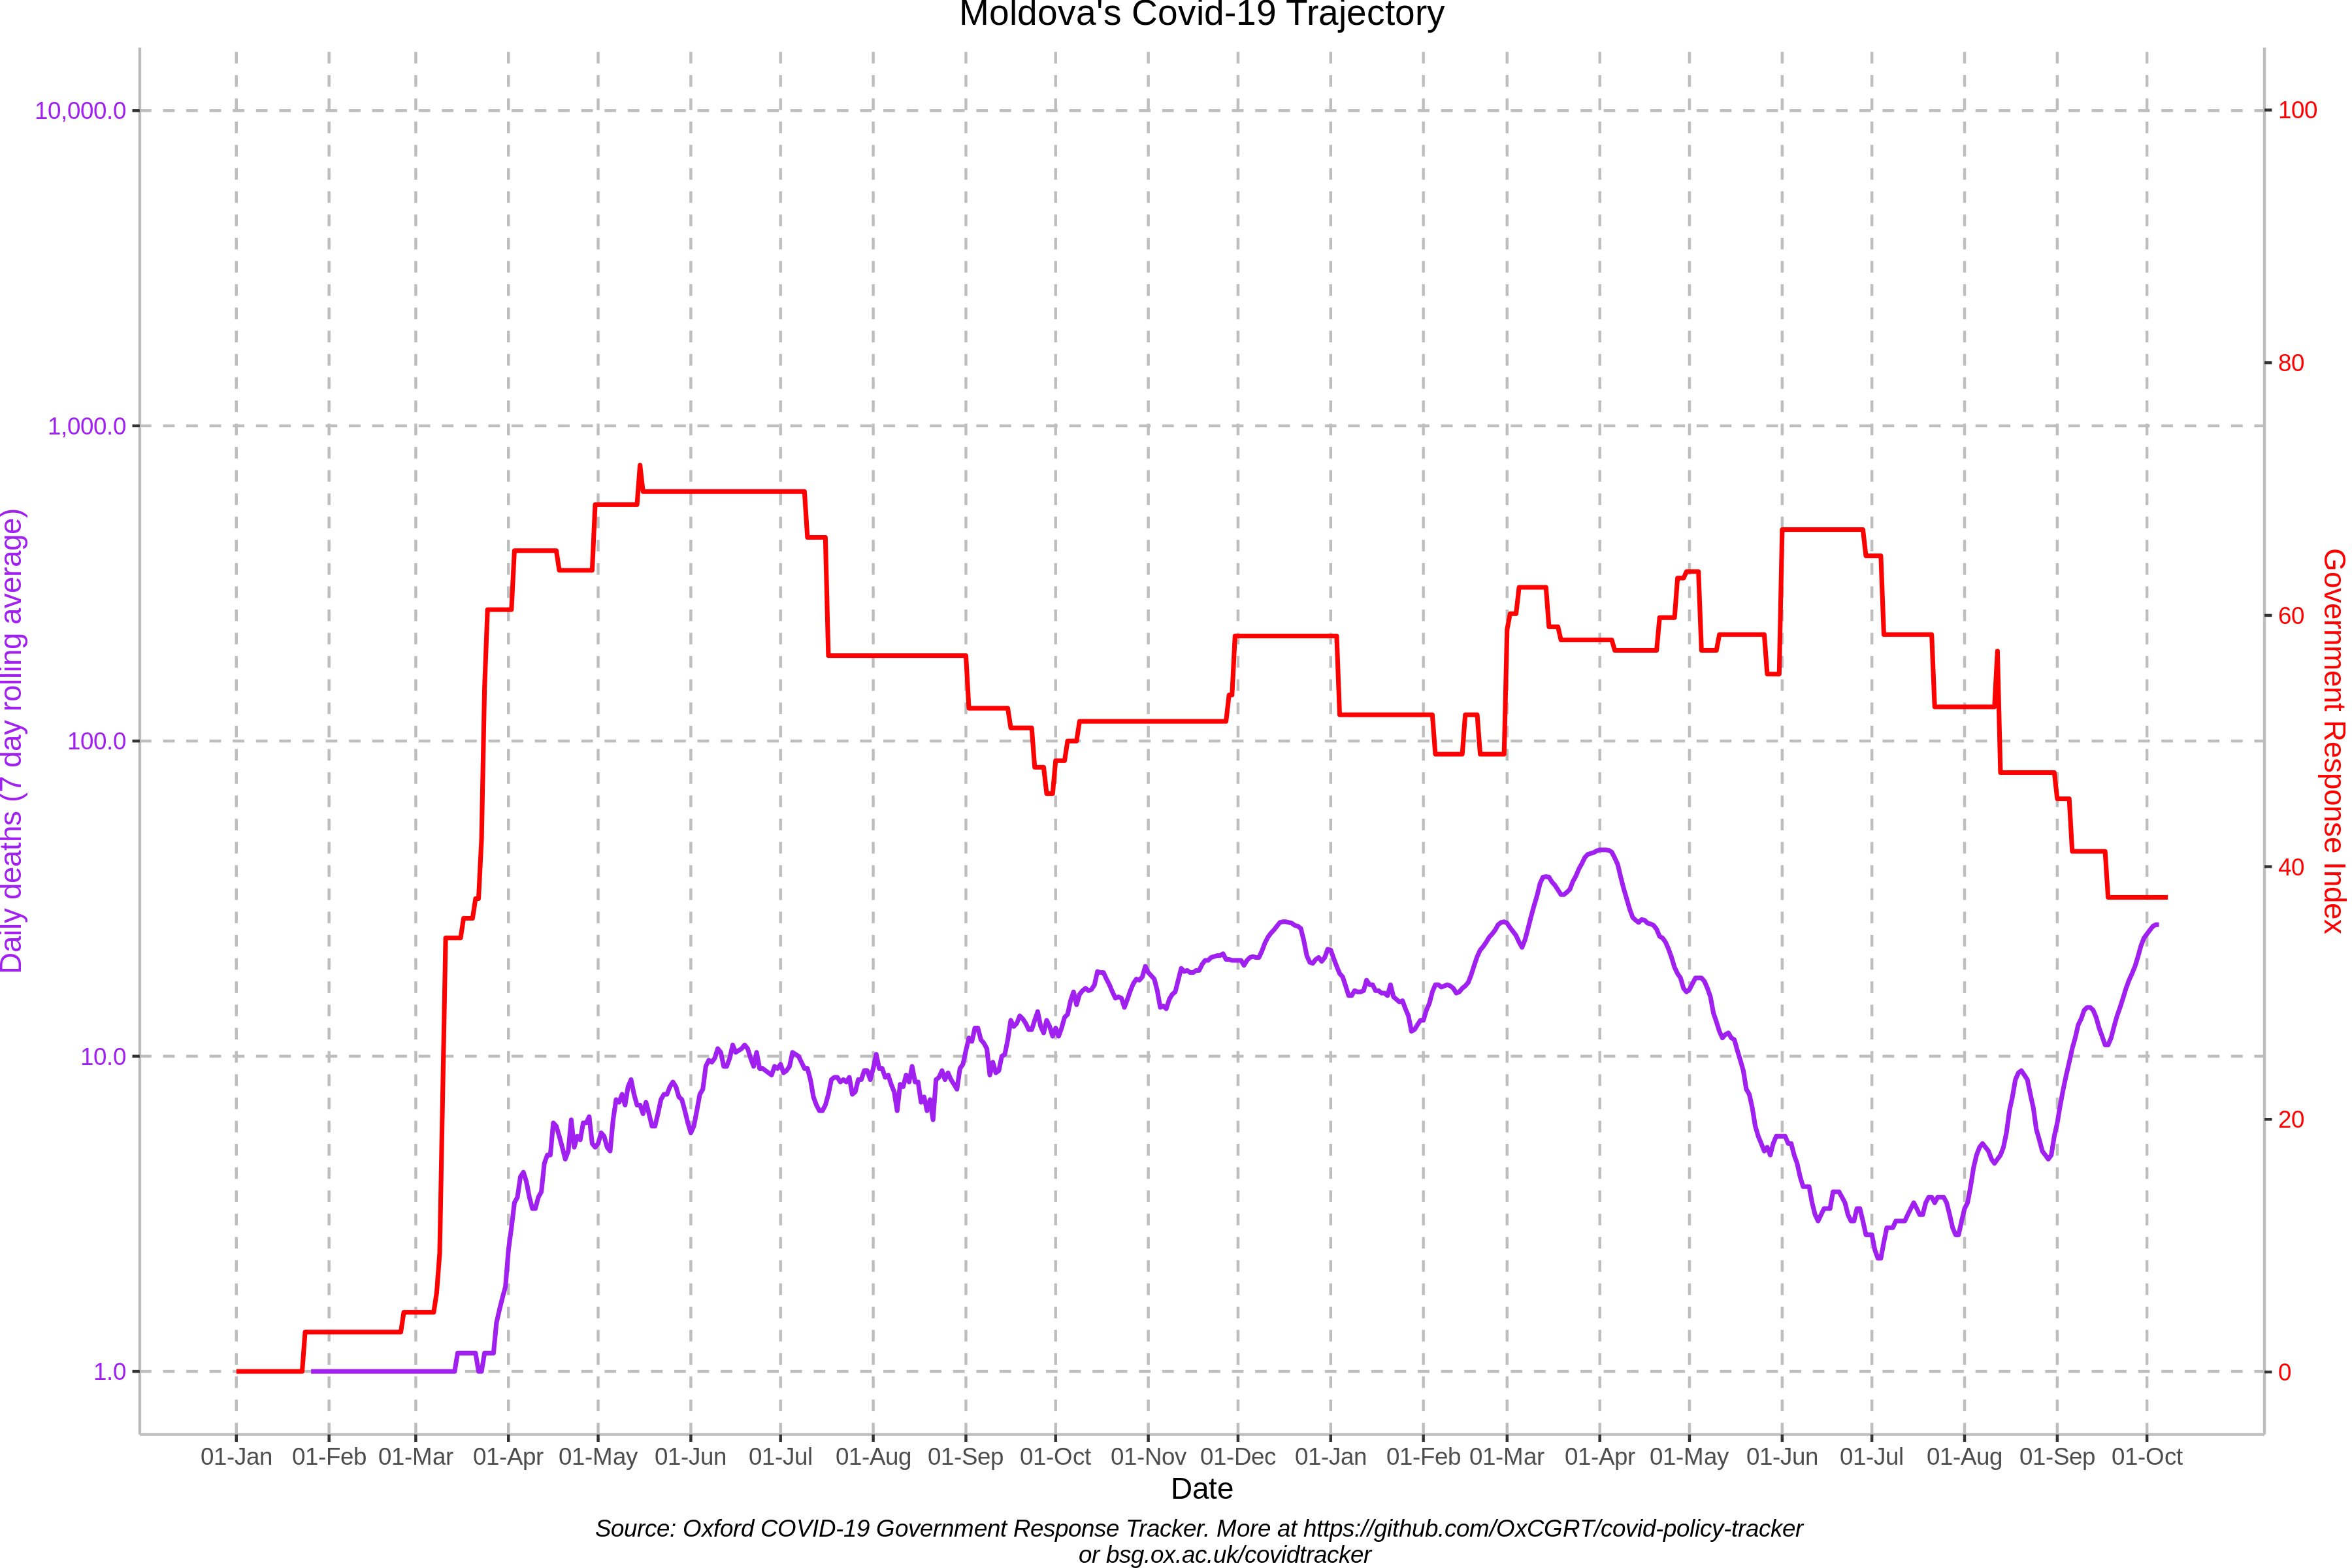 Moldova's Covid-19 Trajectory
10,000.0
1,000.0
100.0
10.0
1.0
Daily deaths (7 day rolling average)
100
80
60
40
20
0
Government Response Index
01-Jan 01-Feb 01-Mar 01-Apr 01-May 01-Jun 01-Jul 01-Aug 01-Sep 01-Oct 01-Nov 01-Dec 01-Jan 01-Feb 01-Mar 01-Apr 01-May 01-Jun 01-Jul 01-Aug 01-Sep 01-Oct
Date
Source: Oxford COVID-19 Government Response Tracker. More at https://github.com/OxCGRT/covid-policy-tracker
or bsg.ox.ac.uk/covidtracker